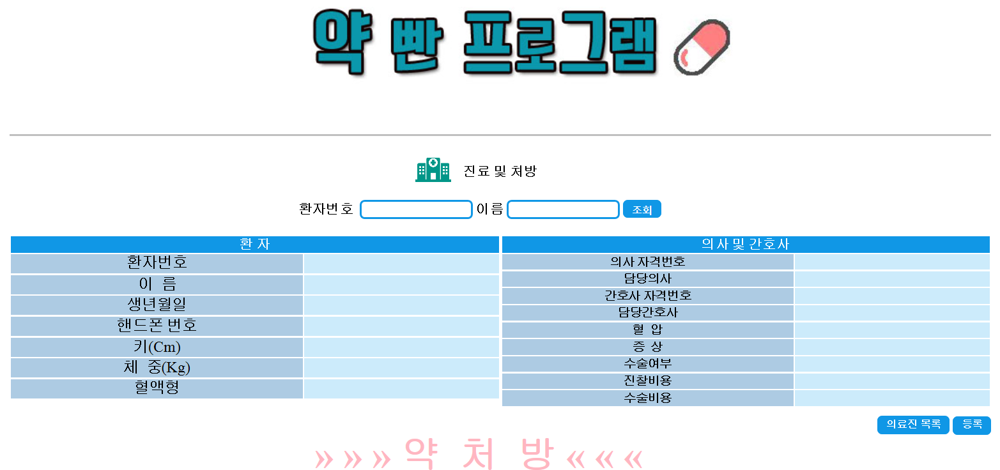 약 빤 프로그램
진료 및 처방
환자번호 이름 조회
환 자
환자번호
이 름
생년월일
핸드폰 번호
키(Cm)
체 중(Kg)
혈액형
의사 및 간호사
의사 자격번호
담당의사
간호사 자격번호
담당간호사
혈 압
증 상
수술여부
진찰비용
수술비용
의료진 목록 등록
»»»약 처 방«««